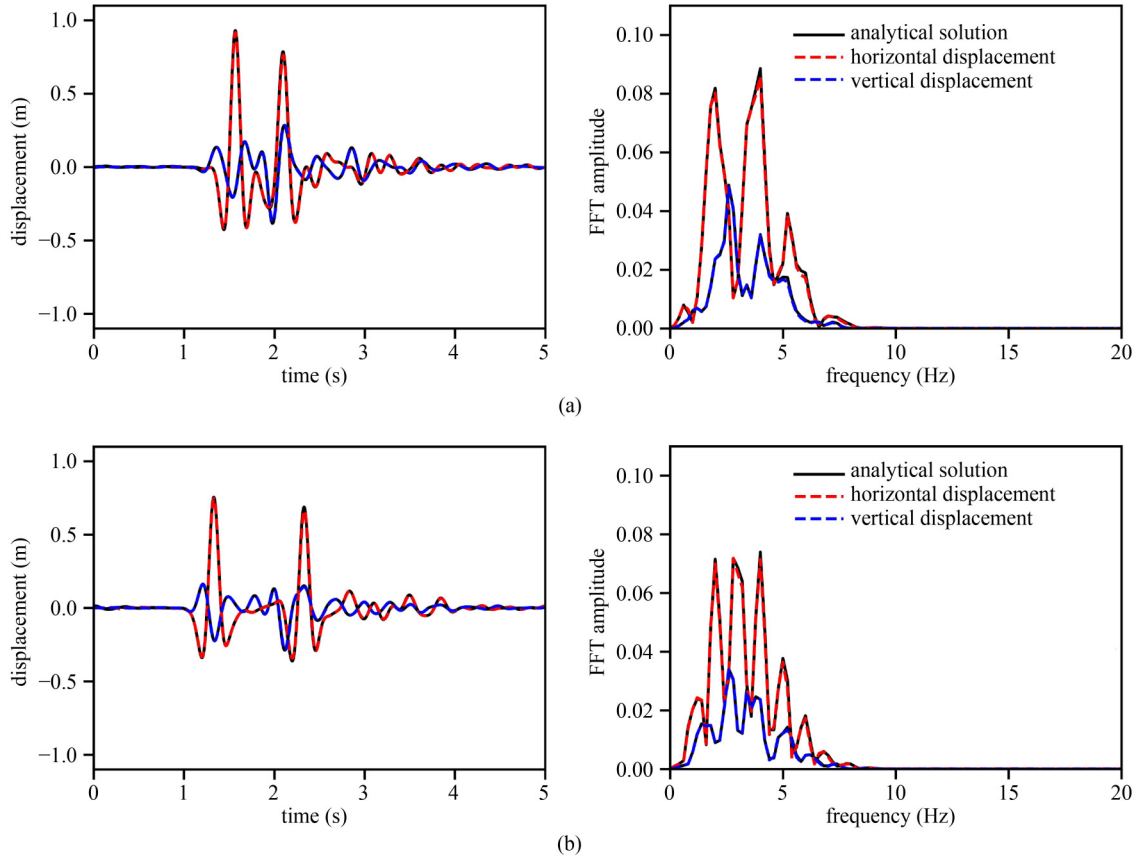 1.0
0.5
0.0
−0.5
−1.0
displacement (m)
0
1
2
3
4
5
time (s)
0.10
0.08
0.06
0.04
0.02
0.00
FFT amplitude
analytical solution
horizontal displacement
vertical displacement
0
5
10
15
20
frequency (Hz)
(a)
1.0
0.5
0.0
−0.5
−1.0
displacement (m)
0
1
2
3
4
5
time (s)
0.10
0.08
0.06
0.04
0.02
0.00
FFT amplitude
analytical solution
horizontal displacement
vertical displacement
0
5
10
15
20
frequency (Hz)
(b)